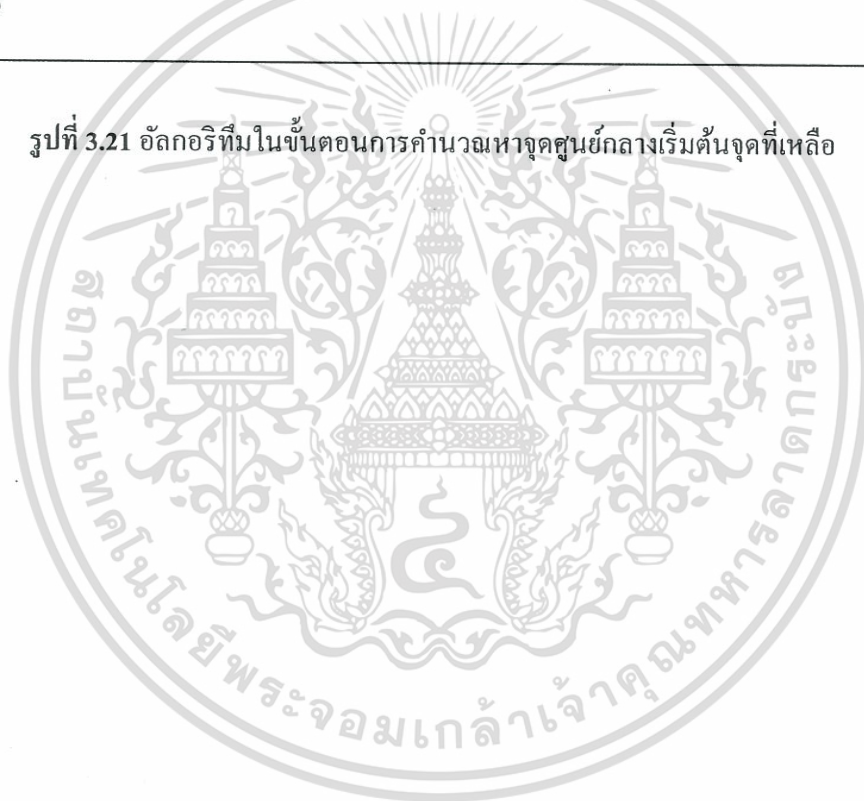 รูปที่ 3.21 อัลกอริทึมในขั้นตอนการคำนวณหาจุดศูนย์กลางเริ่มต้นจุดที่เหลือ
สถาบันเทคโนโลยีพระจอมเกล้าเจ้าคุณทหารลาดกระบัง
๔